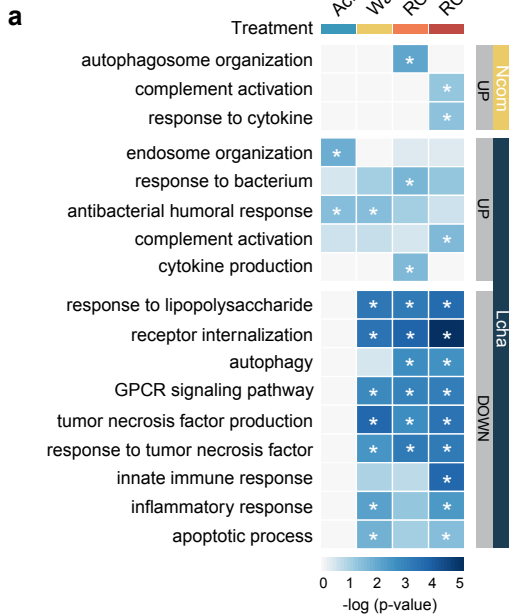 a
Treatment
autophagosome organization
complement activation
response to cytokine
UP
Ncom
endosome organization
response to bacterium
antibacterial humoral response
complement activation
cytokine production
UP
Lcha
response to lipopolysaccharide
receptor internalization
autophagy
GPCR signaling pathway
tumor necrosis factor production
response to tumor necrosis factor
innate immune response
inflammatory response
apoptotic process
DOWN
0 1 2 3 4 5
-log (p-value)